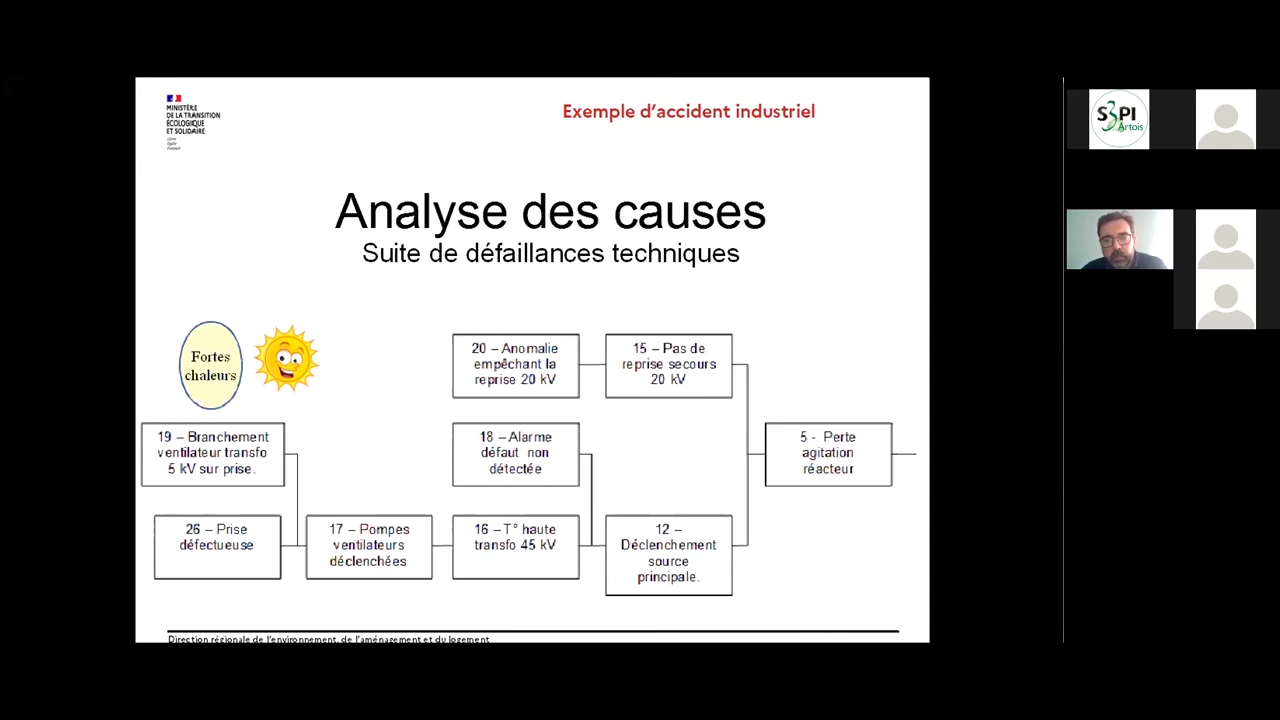 MINISTÈRE
DE LA TRANSITION
ÉCOLOGIQUE
ET SOLIDAIRE
Liberté
Égalité
Fraternité
Exemple d'accident industriel
Analyse des causes
Suite de défaillances techniques
Fortes
chaleurs
20 – Anomalie
empêchant la
reprise 20 kV
15 – Pas de
reprise secours
20 kV
19 – Branchement
ventilateur transfo
5 kV sur prise.
18 – Alarme
défaut non
détectée
5 - Perte
agitation
réacteur
26 – Prise
défectueuse
17 – Pompes
ventilateurs
déclenchées
16 – T° haute
transfo 45 kV
12 –
Déclenchement
source
principale.
Direction régionale de l'environnement, de l'aménagement et du logement
S3PI
Artois